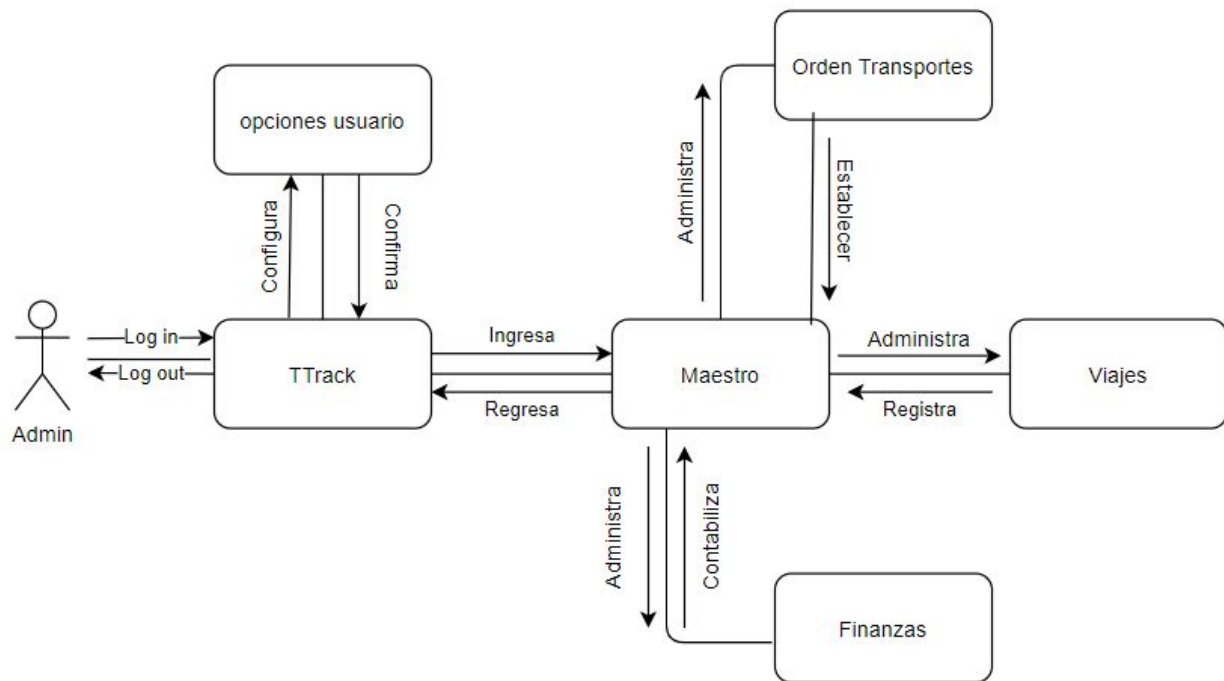 Orden Transportes
opciones usuario
Administra
Establecer
Configura
Confirma
Log in
Log out
Admin
TTrack
Ingresa
Regresa
Maestro
Administra
Registra
Viajes
Administra
Contabiliza
Finanzas